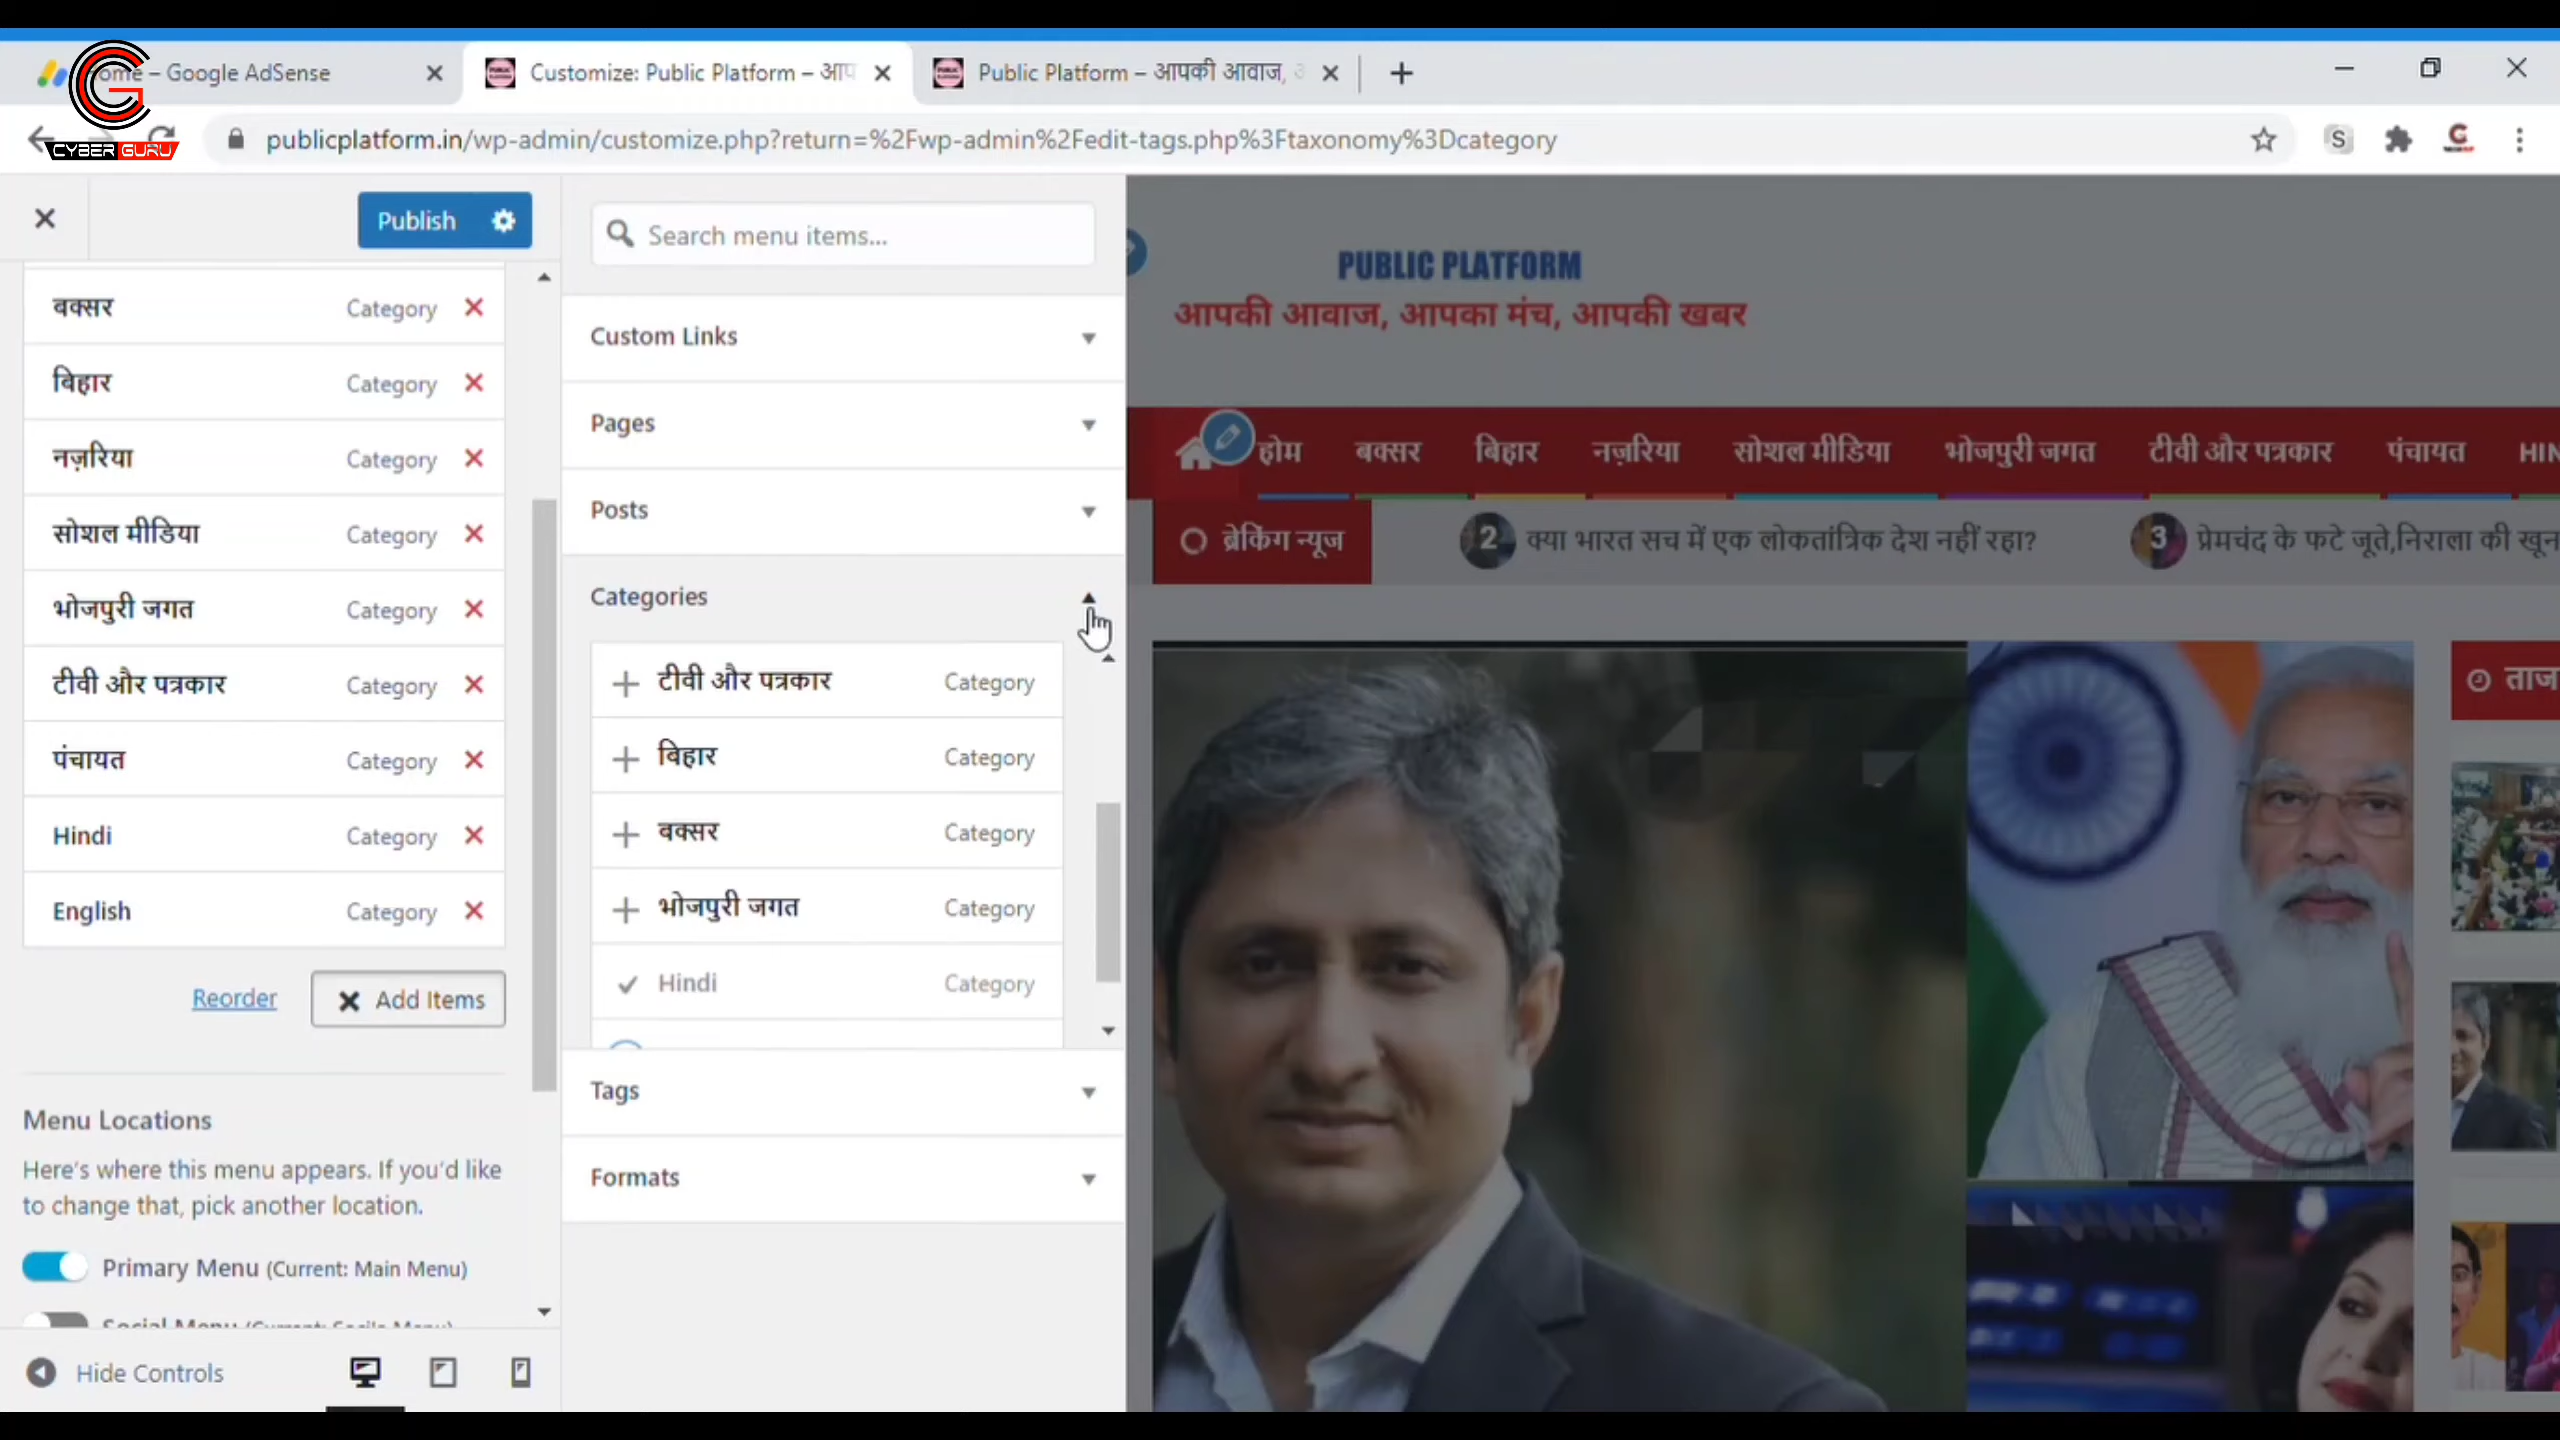 Home – Google AdSense
Customize: Public Platform – आप
Public Platform – आपकी आवाज,
CYBER GURU
publicplatform.in/wp-admin/customize.php?return=%2Fwp-admin%2Fedit-tags.php%3Ftaxonomy%3Dcategory
Publish
बक्सर Category
बिहार Category
नज़रिया Category
सोशल मीडिया Category
भोजपुरी जगत Category
टीवी और पत्रकार Category
पंचायत Category
Hindi Category
English Category
Reorder
Add Items
Menu Locations
Here's where this menu appears. If you'd like
to change that, pick another location.
Primary Menu (Current: Main Menu)
Hide Controls
Search menu items...
Custom Links
Pages
Posts
Categories
टीवी और पत्रकार Category
बिहार Category
बक्सर Category
भोजपुरी जगत Category
Hindi Category
Tags
Formats
PUBLIC PLATFORM
आपकी आवाज, आपका मंच, आपकी खबर
होम बक्सर बिहार नज़रिया सोशल मीडिया भोजपुरी जगत टीवी और पत्रकार पंचायत HIN
ब्रेकिंग न्यूज
2 क्या भारत सच में एक लोकतांत्रिक देश नहीं रहा?
3 प्रेमचंद के फटे जूते,निराला की खून
ताज